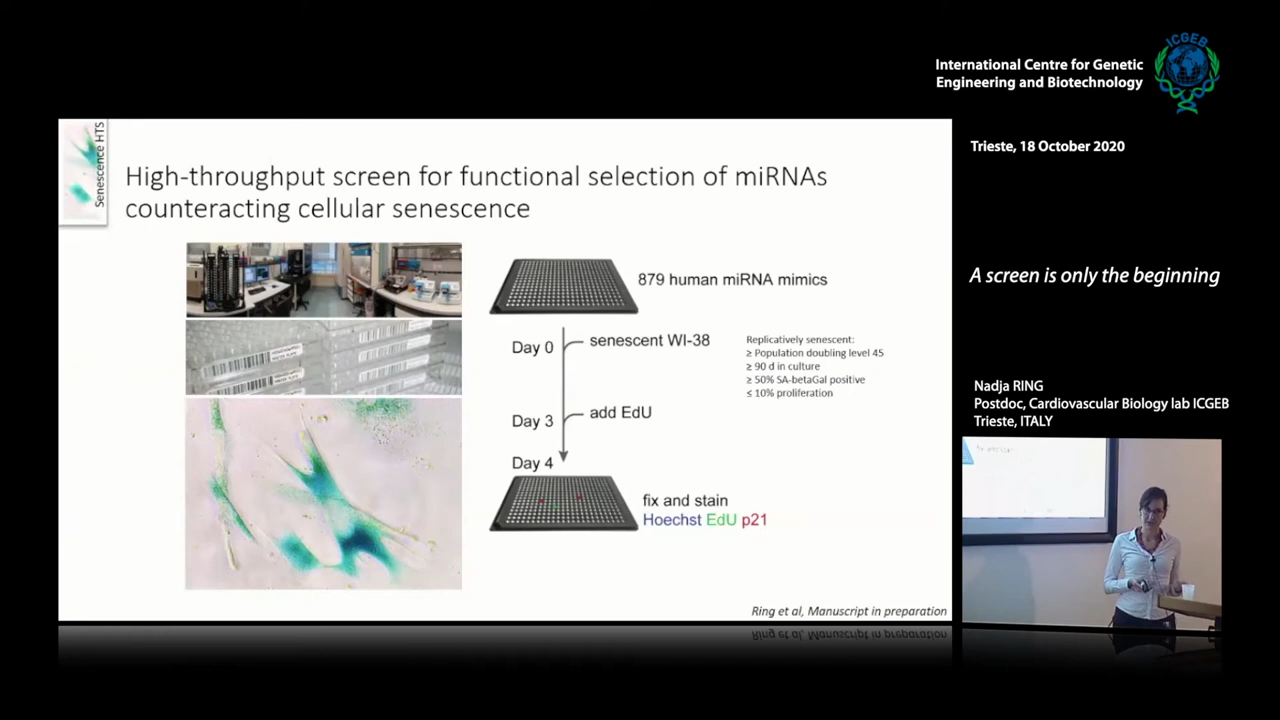 International Centre for Genetic
Engineering and Biotechnology
ICGEB
Trieste, 18 October 2020
Senescence HTS
High-throughput screen for functional selection of miRNAs
counteracting cellular senescence
879 human miRNA mimics
Day 0
senescent WI-38
Replicatively senescent:
≥ Population doubling level 45
≥ 90 d in culture
≥ 50% SA-betaGal positive
≤ 10% proliferation
Day 3
add EdU
Day 4
fix and stain
Hoechst EdU p21
Ring et al, Manuscript in preparation
A screen is only the beginning
Nadja RING
Postdoc, Cardiovascular Biology lab ICGEB
Trieste, ITALY